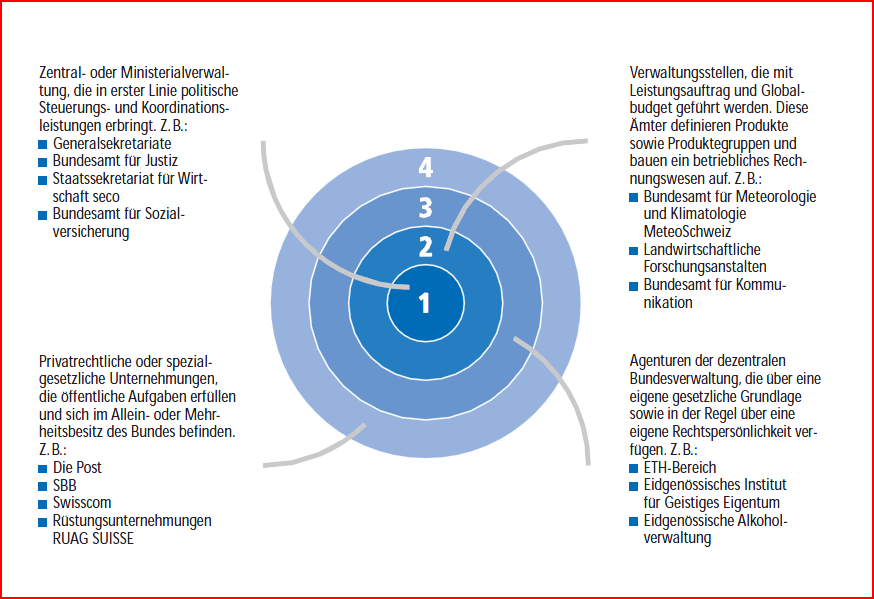 Zentral- oder Ministerialverwal-
tung, die in erster Linie politische
Steuerungs- und Koordinations-
leistungen erbringt. Z. B.:
Generalsekretariate
Bundesamt für Justiz
Staatssekretariat für Wirt-
schaft seco
Bundesamt für Sozial-
versicherung
Verwaltungsstellen, die mit
Leistungsauftrag und Global-
budget geführt werden. Diese
Ämter definieren Produkte
sowie Produktegruppen und
bauen ein betriebliches Rech-
nungswesen auf. Z. B.:
Bundesamt für Meteorologie
und Klimatologie
MeteoSchweiz
Landwirtschaftliche
Forschungsanstalten
Bundesamt für Kommu-
nikation
4
3
2
1
Privatrechtliche oder spezial-
gesetzliche Unternehmungen,
die öffentliche Aufgaben erfüllen
und sich im Allein- oder Mehr-
heitsbesitz des Bundes befinden.
Z. B.:
Die Post
SBB
Swisscom
Rüstungsunternehmungen
RUAG SUISSE
Agenturen der dezentralen
Bundesverwaltung, die über eine
eigene gesetzliche Grundlage
sowie in der Regel über eine
eigene Rechtspersönlichkeit ver-
fügen. Z. B.:
ETH-Bereich
Eidgenössisches Institut
für Geistiges Eigentum
Eidgenössische Alkohol-
verwaltung